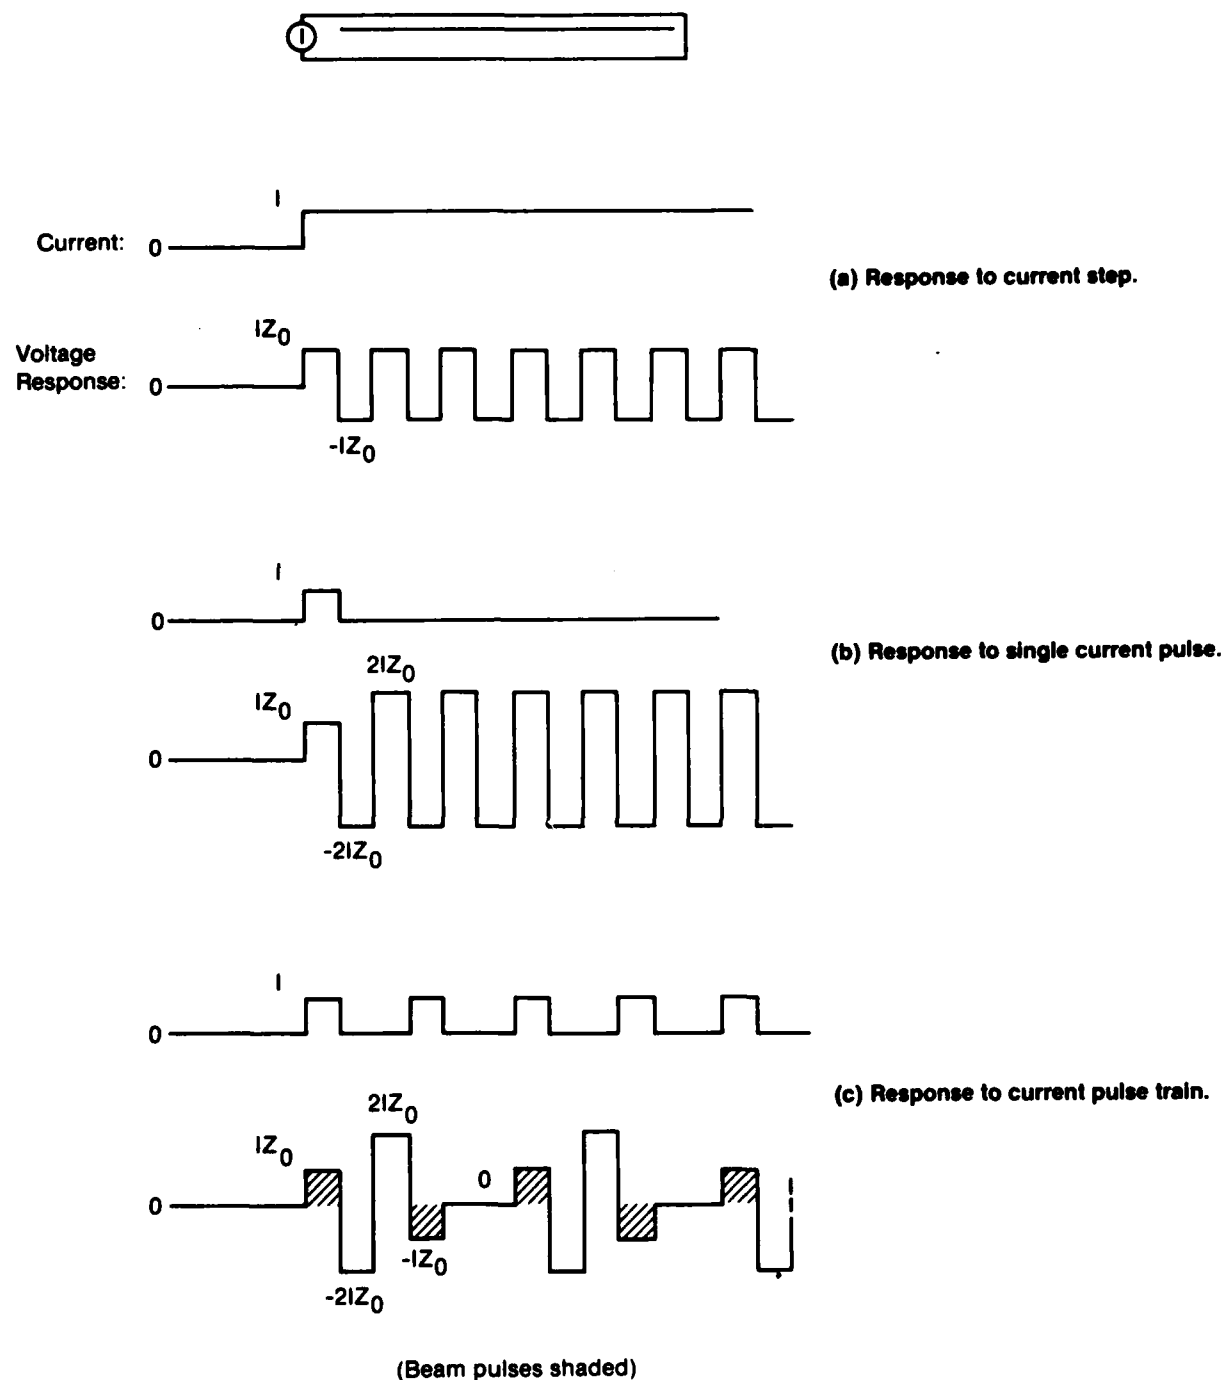 I
I
Current: 0
(a) Response to current step.
IZ0
Voltage
Response: 0
-IZ0
I
0
(b) Response to single current pulse.
2IZ0
IZ0
0
-2IZ0
I
0
(c) Response to current pulse train.
2IZ0
IZ0
0
0
-IZ0
-2IZ0
(Beam pulses shaded)